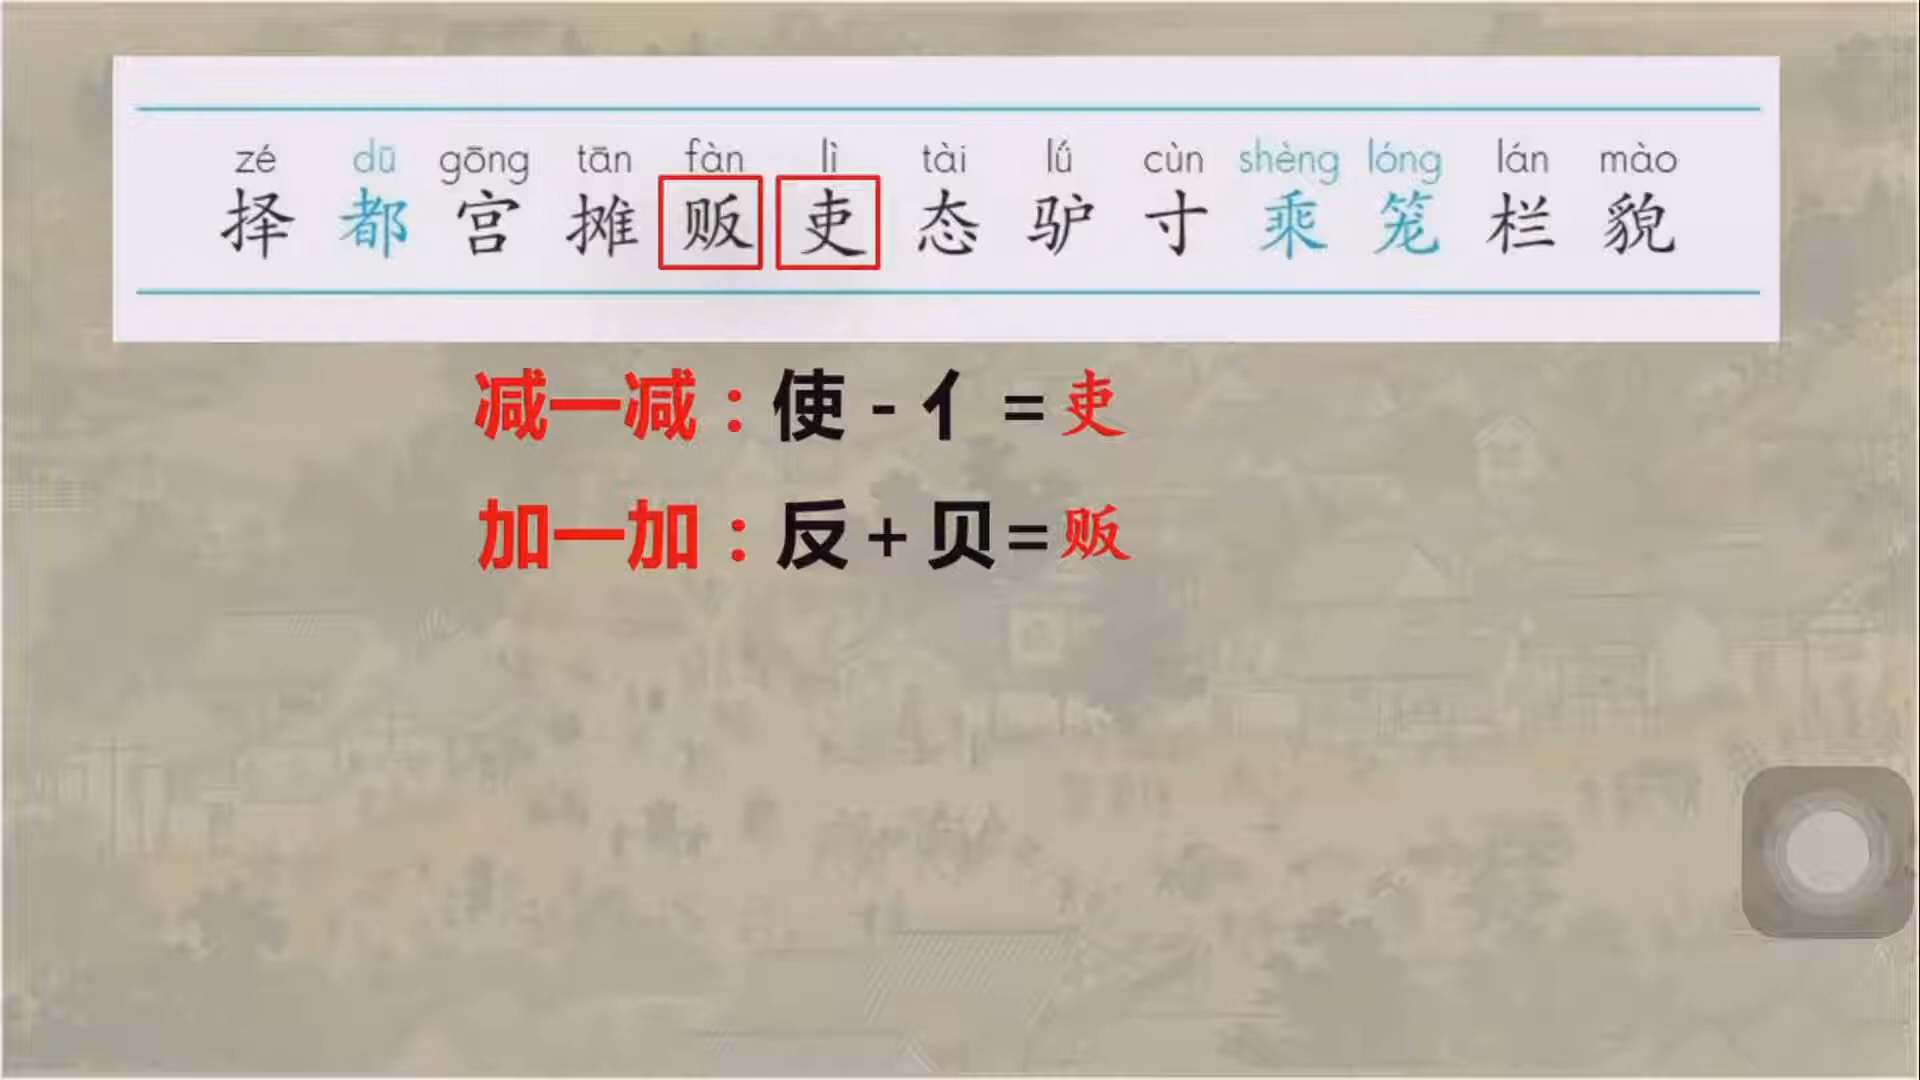 zé dū gōng tān fàn lì tài lǘ cùn shèng lóng lán mào
择 都 宫 摊 贩 吏 态 驴 寸 乘 笼 栏 貌
减一减：使 - 亻 = 吏
加一加：反 + 贝 = 贩